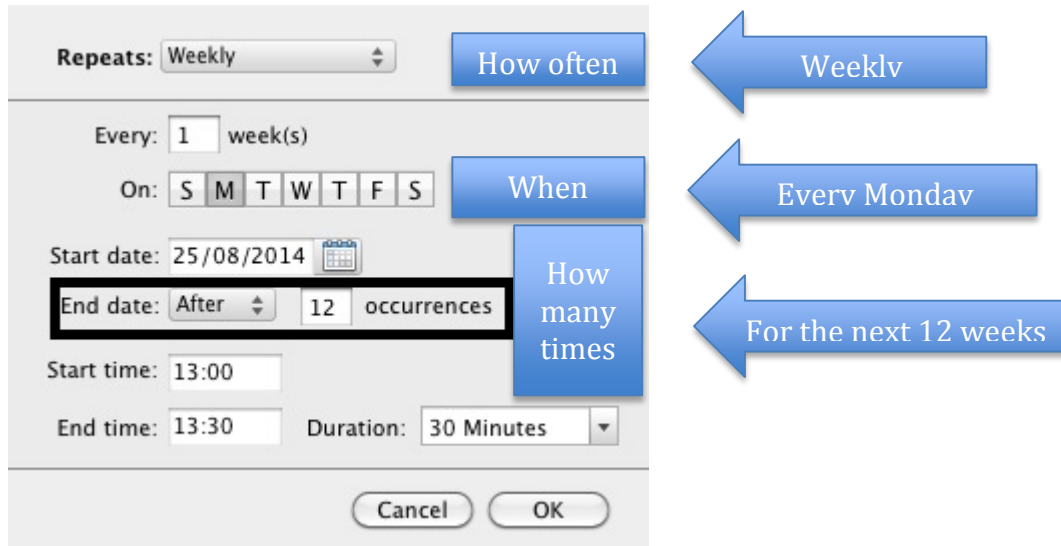 Repeats: Weekly
How often
Weekly
Every: 1 week(s)
On: S M T W T F S
When
Every Monday
Start date: 25/08/2014
End date: After 12 occurrences
How
many
times
For the next 12 weeks
Start time: 13:00
End time: 13:30 Duration: 30 Minutes
Cancel OK